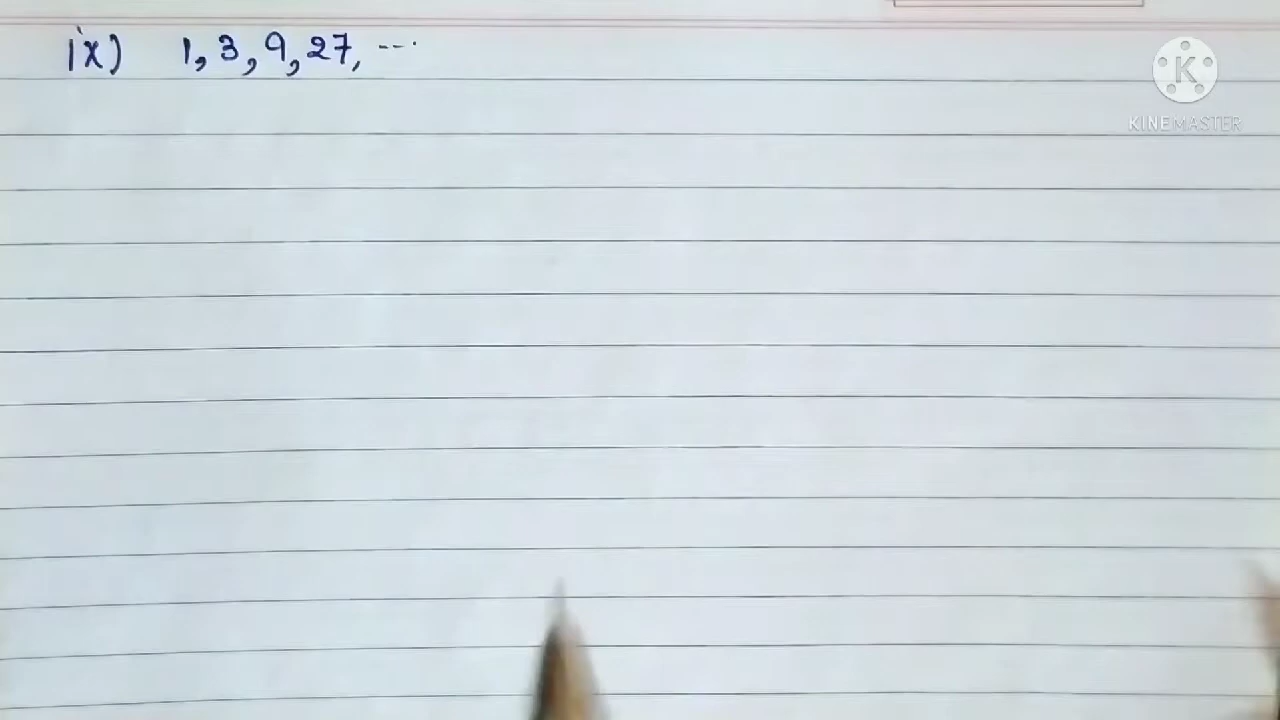 ix) 1, 3, 9, 27, ---
K
KINEMASTER